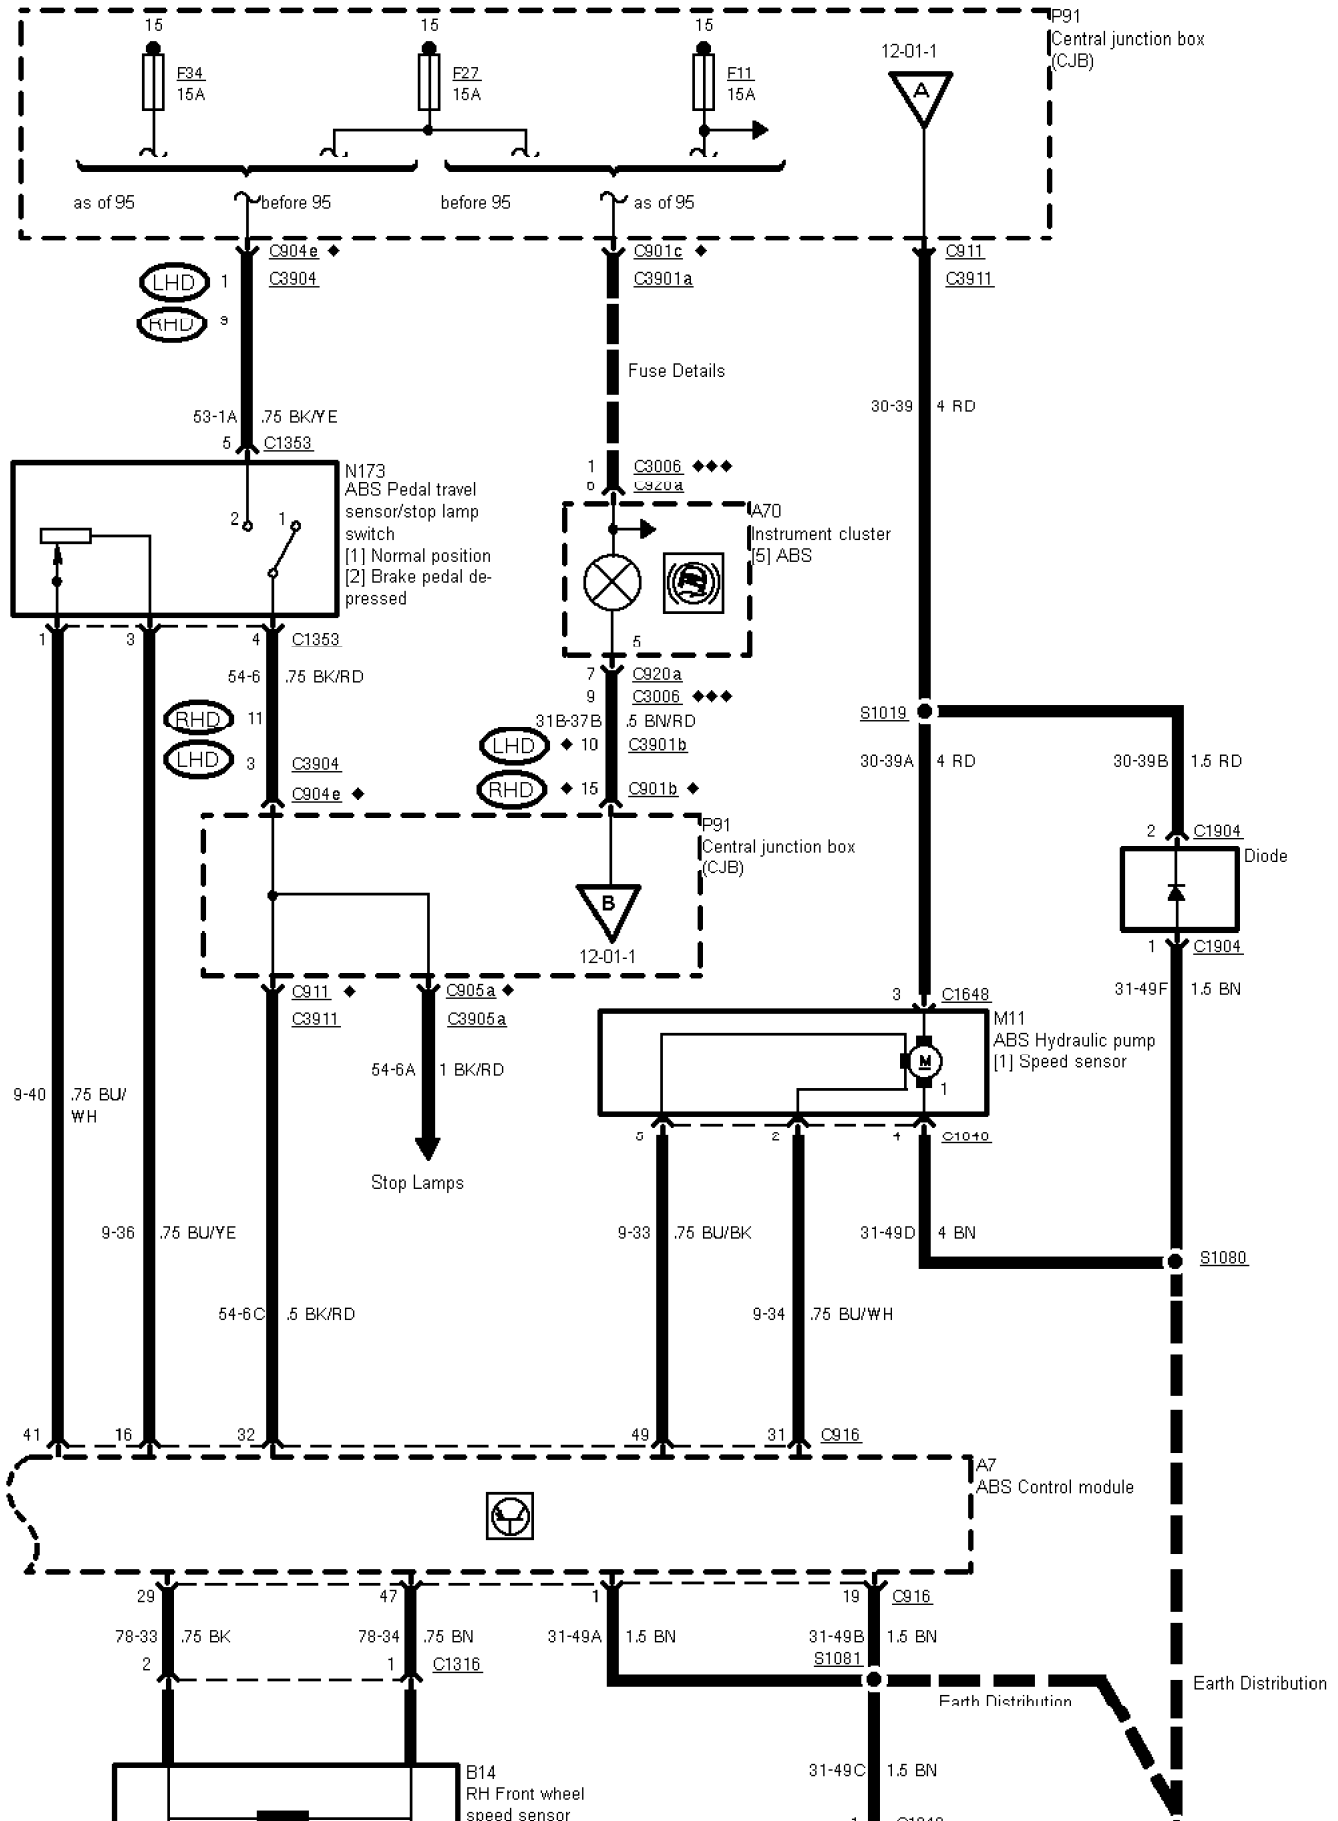 15
15
15
P91
Central junction box
(CJB)
12-01-1
F34
15A
F27
15A
F11
15A
A
as of 95
before 95
before 95
as of 95
C904e
C901c
C911
LHD
1
C3904
C3901a
C3911
RHD
9
Fuse Details
30-39
4 RD
53-1A
.75 BK/YE
5
C1353
N173
ABS Pedal travel
sensor/stop lamp
switch
[1] Normal position
[2] Brake pedal de-
pressed
1
C3006
6
C920a
2
1
A70
Instrument cluster
[5] ABS
5
1
3
4
C1353
7
C920a
54-6
.75 BK/RD
9
C3006
RHD
11
31B-37B
.5 BN/RD
S1019
LHD
10
C3901b
LHD
3
C3904
30-39A
4 RD
30-39B
1.5 RD
C904e
RHD
15
C901b
P91
Central junction box
(CJB)
2
C1904
Diode
B
12-01-1
1
C1904
C911
C905a
31-49F
1.5 BN
C3911
C3905a
3
C1648
M11
ABS Hydraulic pump
[1] Speed sensor
M
1
54-6A
1 BK/RD
9-40
.75 BU/
WH
2
4
Stop Lamps
9-36
.75 BU/YE
9-33
.75 BU/BK
31-49D
4 BN
S1080
54-6C
.5 BK/RD
9-34
.75 BU/WH
41
16
32
49
31
C916
A7
ABS Control module
29
47
1
19
C916
78-33
.75 BK
78-34
.75 BN
31-49A
1.5 BN
31-49B
1.5 BN
2
1
C1316
S1081
Earth Distribution
Earth Distribution
31-49C
1.5 BN
B14
RH Front wheel
speed sensor